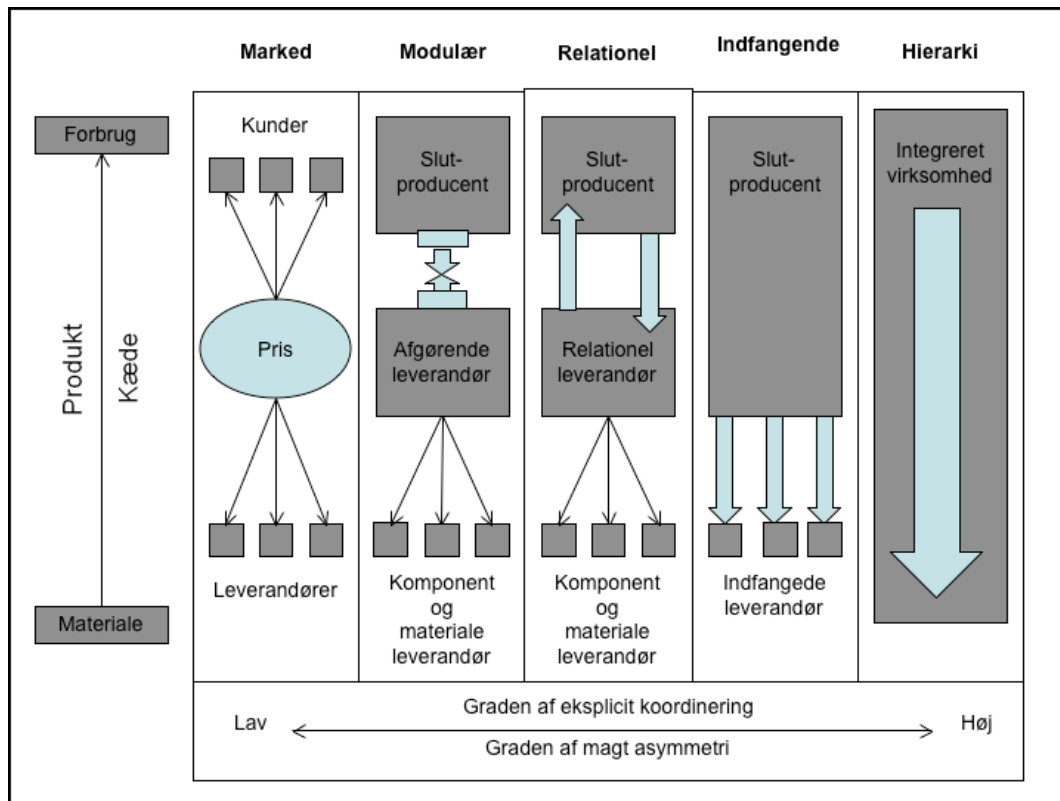 Marked
Modulær
Relationel
Indfangende
Hierarki
Forbrug
Produkt
Kæde
Materiale
Kunder
Pris
Leverandører
Slut-
producent
Afgørende
leverandør
Komponent
og
materiale
leverandør
Slut-
producent
Relationel
leverandør
Komponent
og
materiale
leverandør
Slut-
producent
Indfangede
leverandør
Integreret
virksomhed
Lav
Graden af eksplicit koordinering
Graden af magt asymmetri
Høj